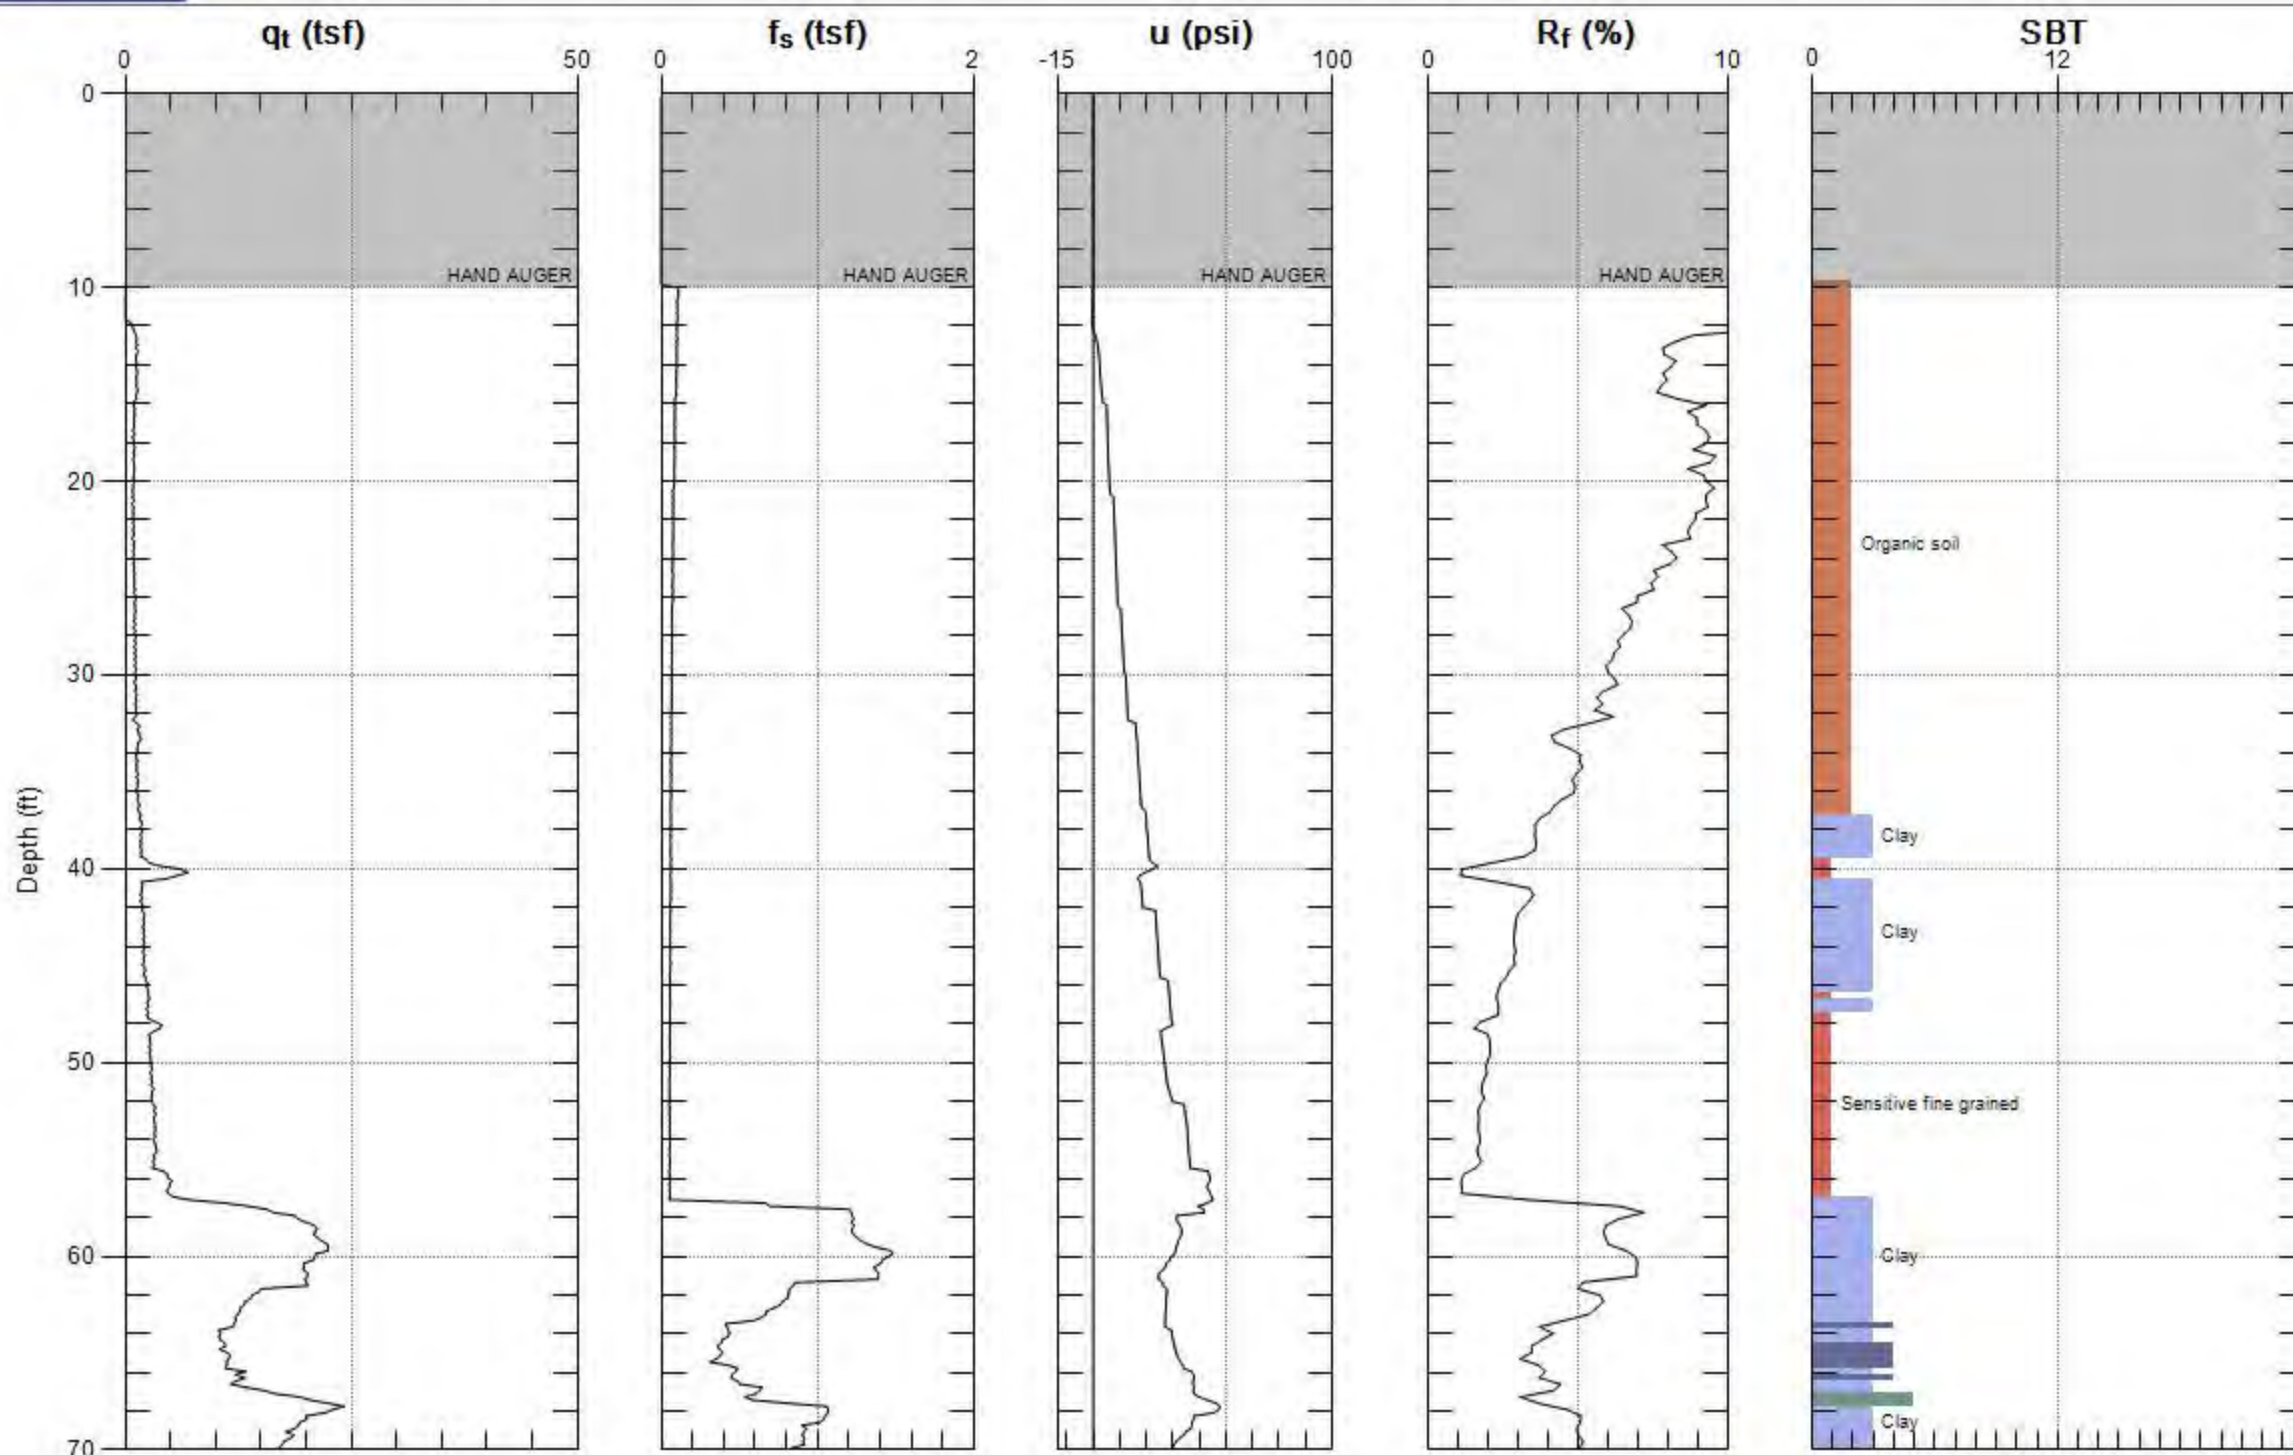 qt (tsf) fs (tsf) u (psi) Rf (%) SBT
0 50 0 2 -15 100 0 10 0 12
0
HAND AUGER HAND AUGER HAND AUGER HAND AUGER
10
20
Organic soil
30
Clay
40
Depth (ft)
Clay
50
Sensitive fine grained
60
Clay
Clay
70